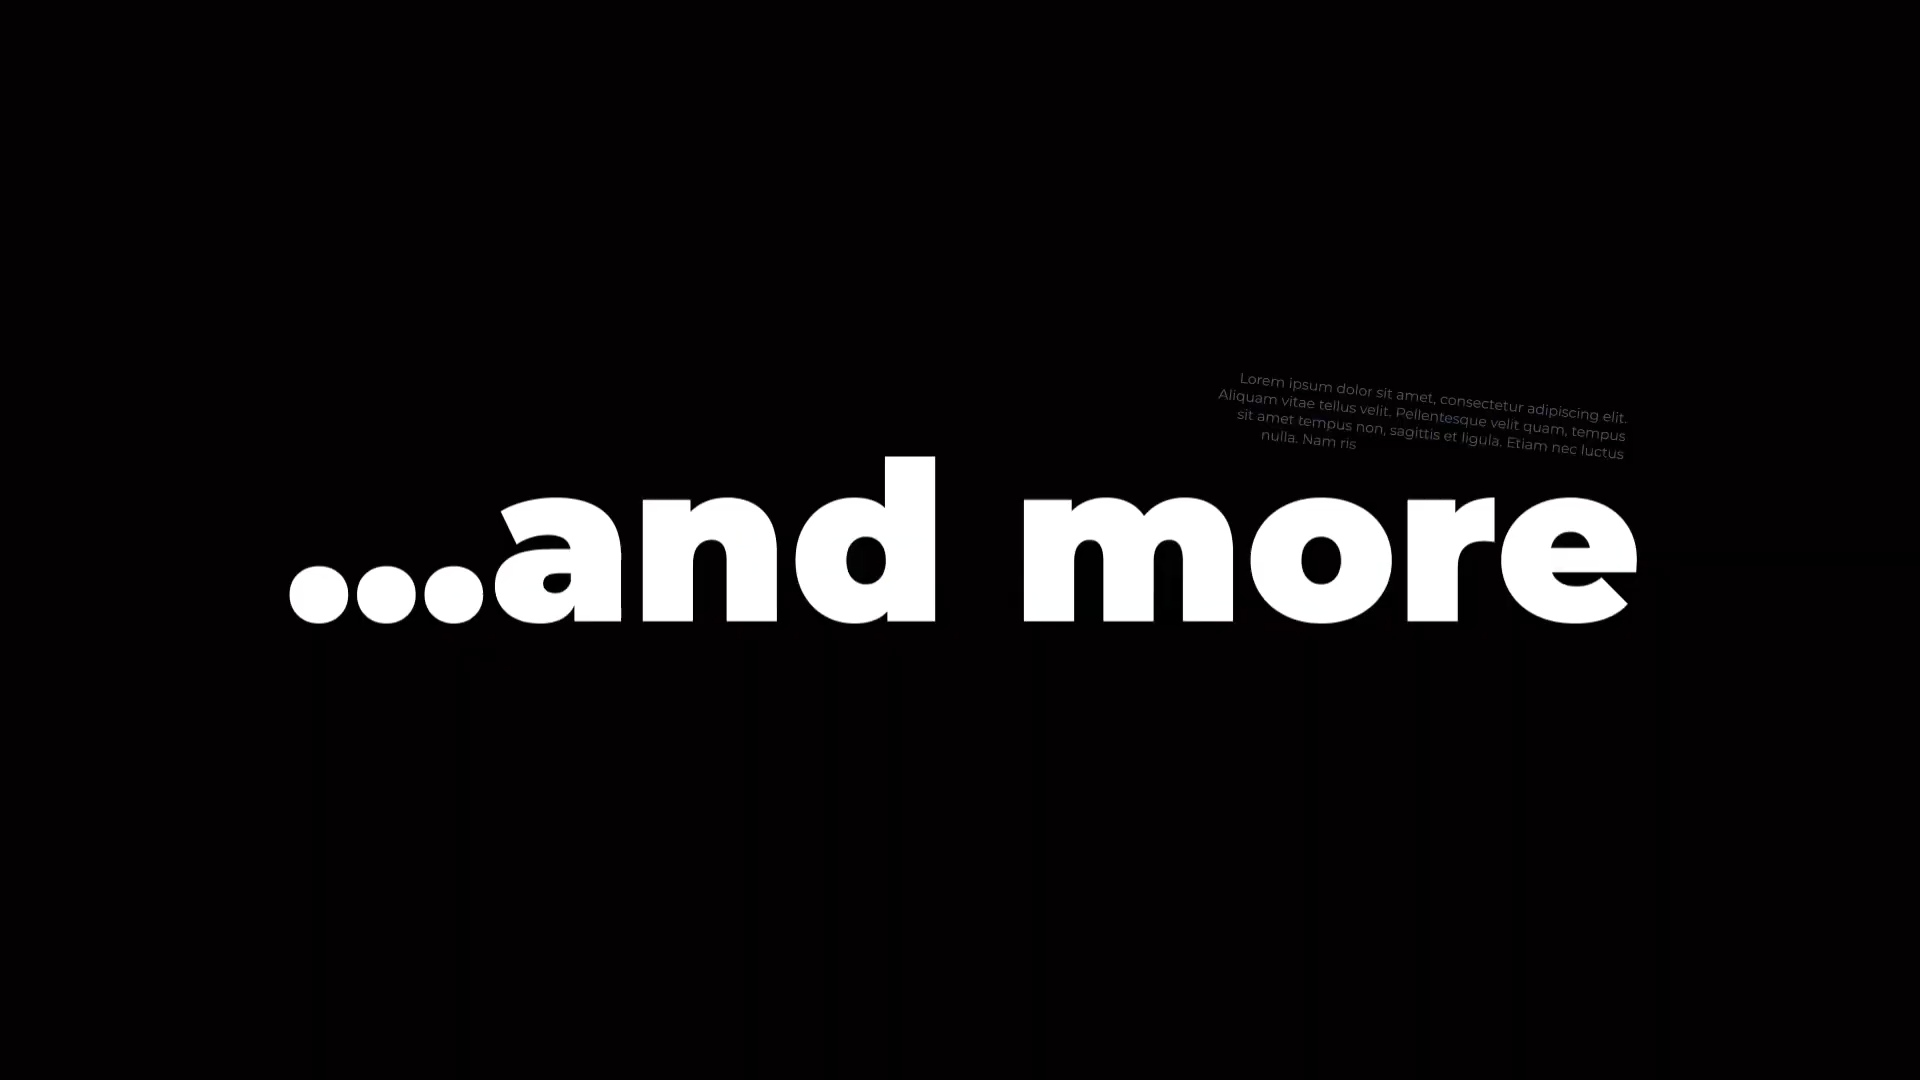 Lorem ipsum dolor sit amet, consectetur adipiscing elit.
Aliquam vitae tellus velit. Pellentesque velit quam, tempus
sit amet tempus non, sagittis et ligula. Etiam nec luctus
nulla. Nam ris
...and more